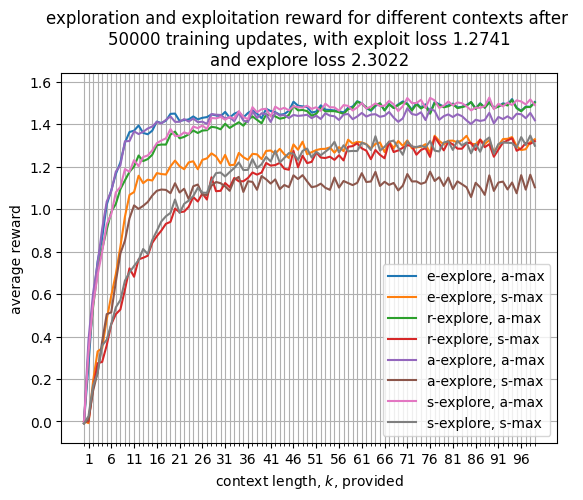 exploration and exploitation reward for different contexts after
50000 training updates, with exploit loss 1.2741
and explore loss 2.3022
1.6
1.4
1.2
1.0
0.8
0.6
0.4
0.2
0.0
average reward
e-explore, a-max
e-explore, s-max
r-explore, a-max
r-explore, s-max
a-explore, a-max
a-explore, s-max
s-explore, a-max
s-explore, s-max
1 6 11 16 21 26 31 36 41 46 51 56 61 66 71 76 81 86 91 96
context length, k, provided